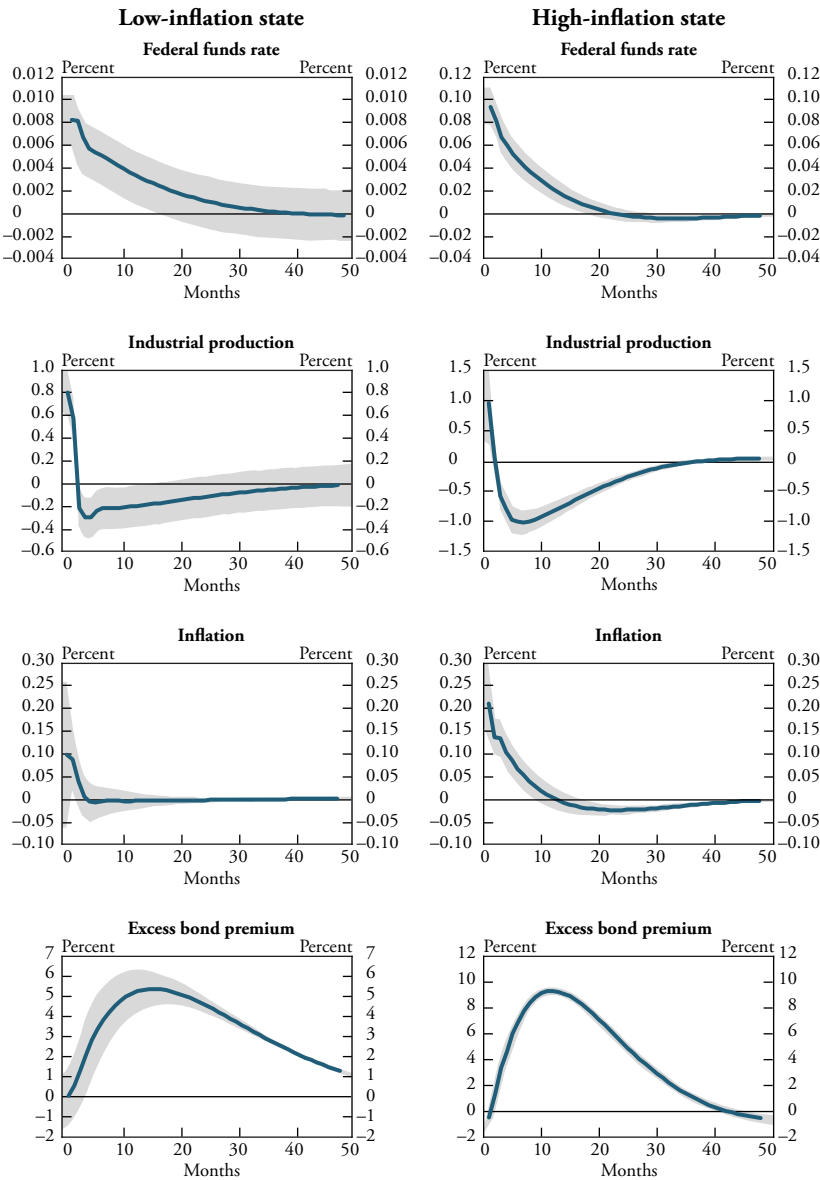 Low-inflation state
High-inflation state
Federal funds rate
Percent Percent
0.012 0.012
0.010 0.010
0.008 0.008
0.006 0.006
0.004 0.004
0.002 0.002
0 0
–0.002 –0.002
–0.004 –0.004
0 10 20 30 40 50
Months
Federal funds rate
Percent Percent
0.12 0.12
0.10 0.10
0.08 0.08
0.06 0.06
0.04 0.04
0.02 0.02
0 0
–0.02 –0.02
–0.04 –0.04
0 10 20 30 40 50
Months
Industrial production
Percent Percent
1.0 1.0
0.8 0.8
0.6 0.6
0.4 0.4
0.2 0.2
0 0
–0.2 –0.2
–0.4 –0.4
–0.6 –0.6
0 10 20 30 40 50
Months
Industrial production
Percent Percent
1.5 1.5
1.0 1.0
0.5 0.5
0 0
–0.5 –0.5
–1.0 –1.0
–1.5 –1.5
0 10 20 30 40 50
Months
Inflation
Percent Percent
0.30 0.30
0.25 0.25
0.20 0.20
0.15 0.15
0.10 0.10
0.05 0.05
0 0
–0.05 –0.05
–0.10 –0.10
0 10 20 30 40 50
Months
Inflation
Percent Percent
0.30 0.30
0.25 0.25
0.20 0.20
0.15 0.15
0.10 0.10
0.05 0.05
0 0
–0.05 –0.05
–0.10 –0.10
0 10 20 30 40 50
Months
Excess bond premium
Percent Percent
7 7
6 6
5 5
4 4
3 3
2 2
1 1
0 0
–1 –1
–2 –2
0 10 20 30 40 50
Months
Excess bond premium
Percent Percent
12 12
10 10
8 8
6 6
4 4
2 2
0 0
–2 –2
0 10 20 30 40 50
Months